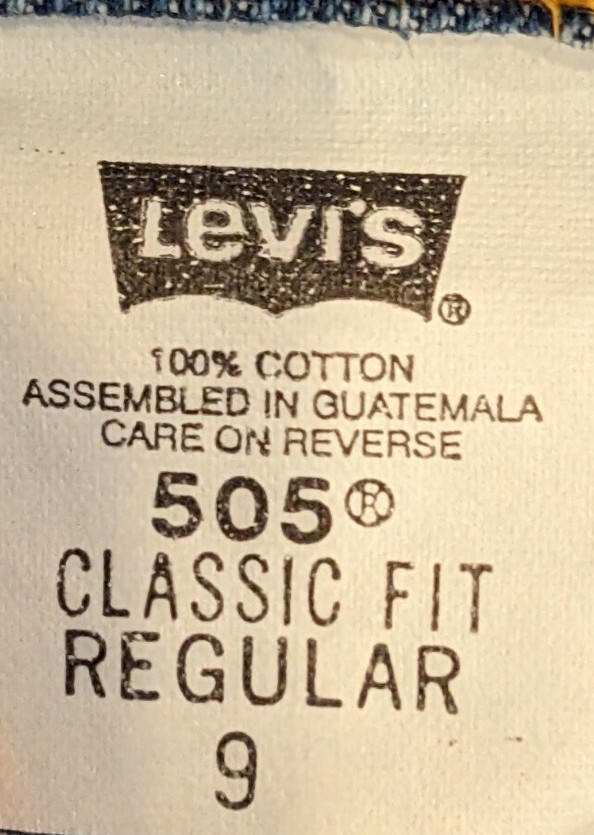 Levi's®
100% COTTON
ASSEMBLED IN GUATEMALA
CARE ON REVERSE
505®
CLASSIC FIT
REGULAR
9